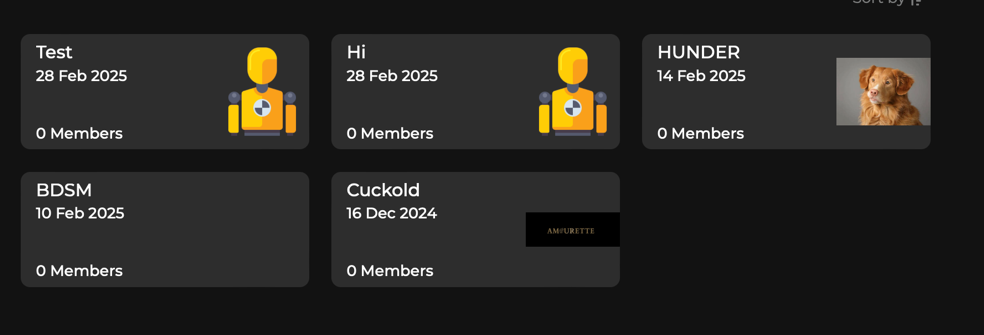 Sort by
Test
28 Feb 2025
0 Members
Hi
28 Feb 2025
0 Members
HUNDER
14 Feb 2025
0 Members
BDSM
10 Feb 2025
0 Members
Cuckold
16 Dec 2024
0 Members
AMOURETTE